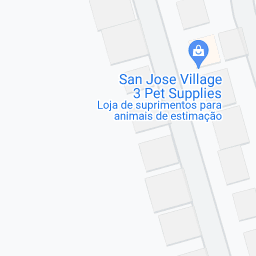 San Jose Village
3 Pet Supplies
Loja de suprimentos para
animais de estimação